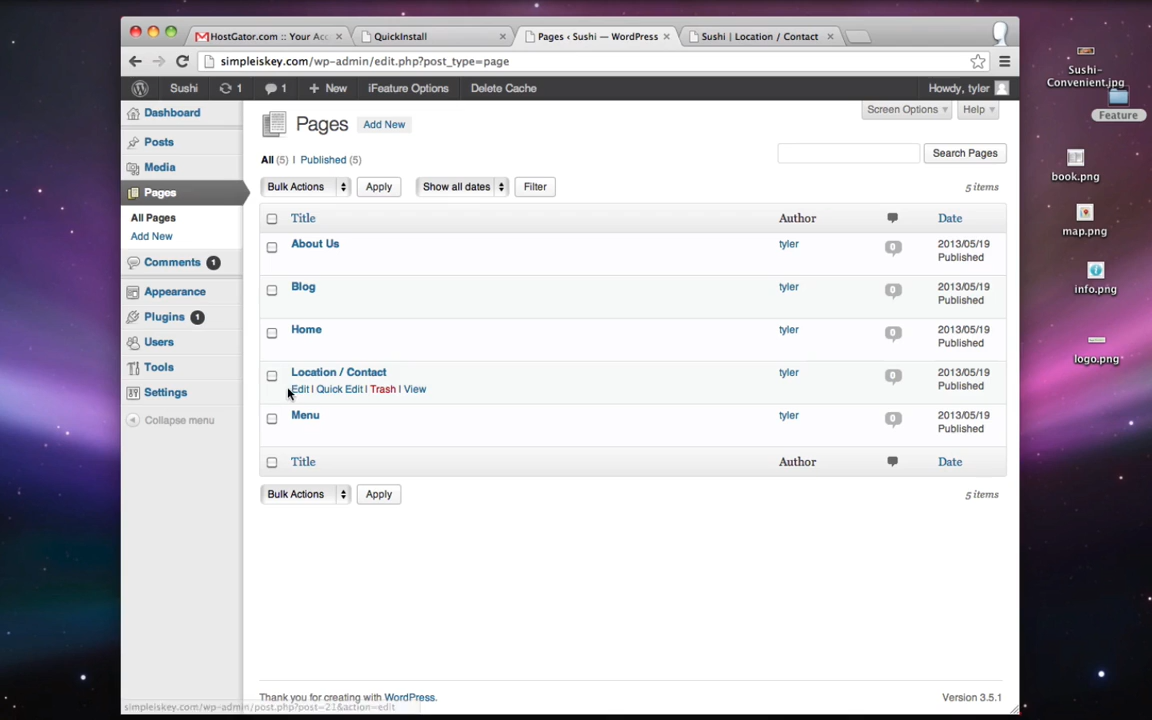 HostGator.com :: Your Acc
QuickInstall
Pages ‹ Sushi — WordPress
Sushi | Location / Contact
simpleiskey.com/wp-admin/edit.php?post_type=page
Sushi 1 1 + New iFeature Options Delete Cache Howdy, tyler
Dashboard
Posts
Media
Pages
All Pages
Add New
Comments 1
Appearance
Plugins 1
Users
Tools
Settings
Collapse menu
Screen Options Help
Pages Add New
All (5) | Published (5)
Search Pages
Bulk Actions Apply Show all dates Filter 5 items
Title Author Date
About Us tyler 0 2013/05/19
Published
Blog tyler 0 2013/05/19
Published
Home tyler 0 2013/05/19
Published
Location / Contact tyler 0 2013/05/19
Edit | Quick Edit | Trash | View Published
Menu tyler 0 2013/05/19
Published
Title Author Date
Bulk Actions Apply 5 items
Thank you for creating with WordPress. Version 3.5.1
simpleiskey.com/wp-admin/post.php?post=21&action=edit
Sushi-
Convenient.jpg
Feature
book.png
map.png
info.png
logo.png